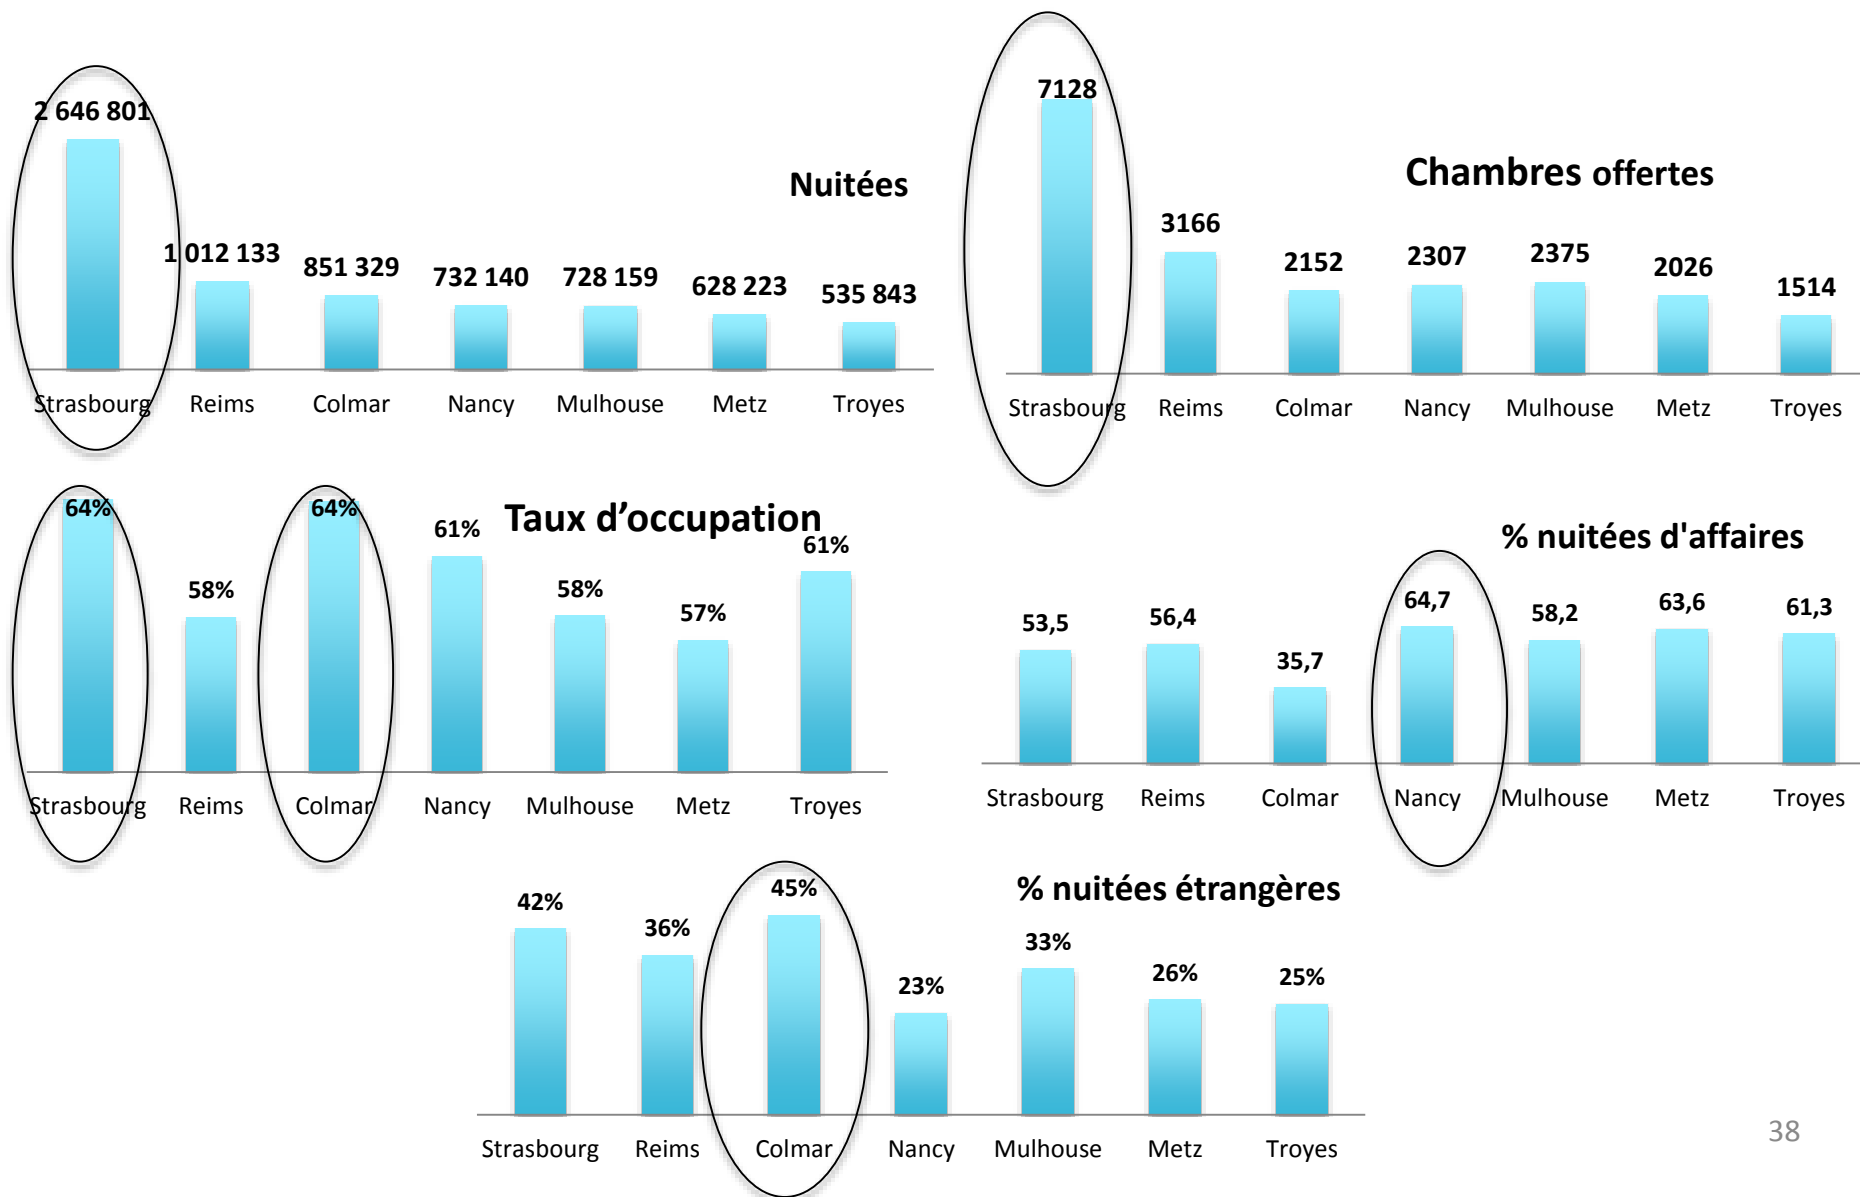 Nuitées
2 646 801 1 012 133 851 329 732 140 728 159 628 223 535 843
Strasbourg Reims Colmar Nancy Mulhouse Metz Troyes
Chambres offertes
7128 3166 2152 2307 2375 2026 1514
Strasbourg Reims Colmar Nancy Mulhouse Metz Troyes
Taux d’occupation
64% 58% 64% 61% 58% 57% 61%
Strasbourg Reims Colmar Nancy Mulhouse Metz Troyes
% nuitées d'affaires
53,5 56,4 35,7 64,7 58,2 63,6 61,3
Strasbourg Reims Colmar Nancy Mulhouse Metz Troyes
% nuitées étrangères
42% 36% 45% 23% 33% 26% 25%
Strasbourg Reims Colmar Nancy Mulhouse Metz Troyes
38